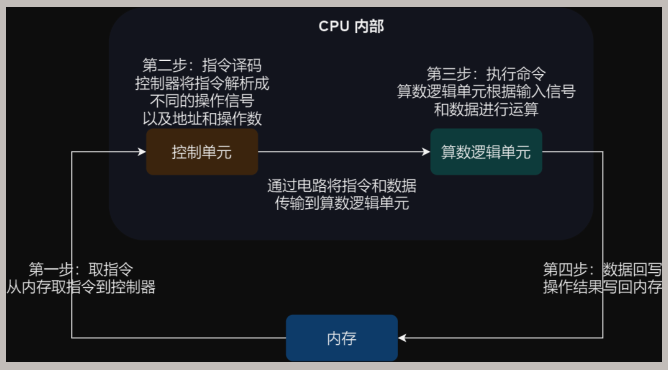 CPU 内部
第二步：指令译码
控制器将指令解析成
不同的操作信号
以及地址和操作数
第三步：执行命令
算数逻辑单元根据输入信号
和数据进行运算
控制单元
算数逻辑单元
通过电路将指令和数据
传输到算数逻辑单元
第一步：取指令
从内存取指令到控制器
第四步：数据回写
操作结果写回内存
内存